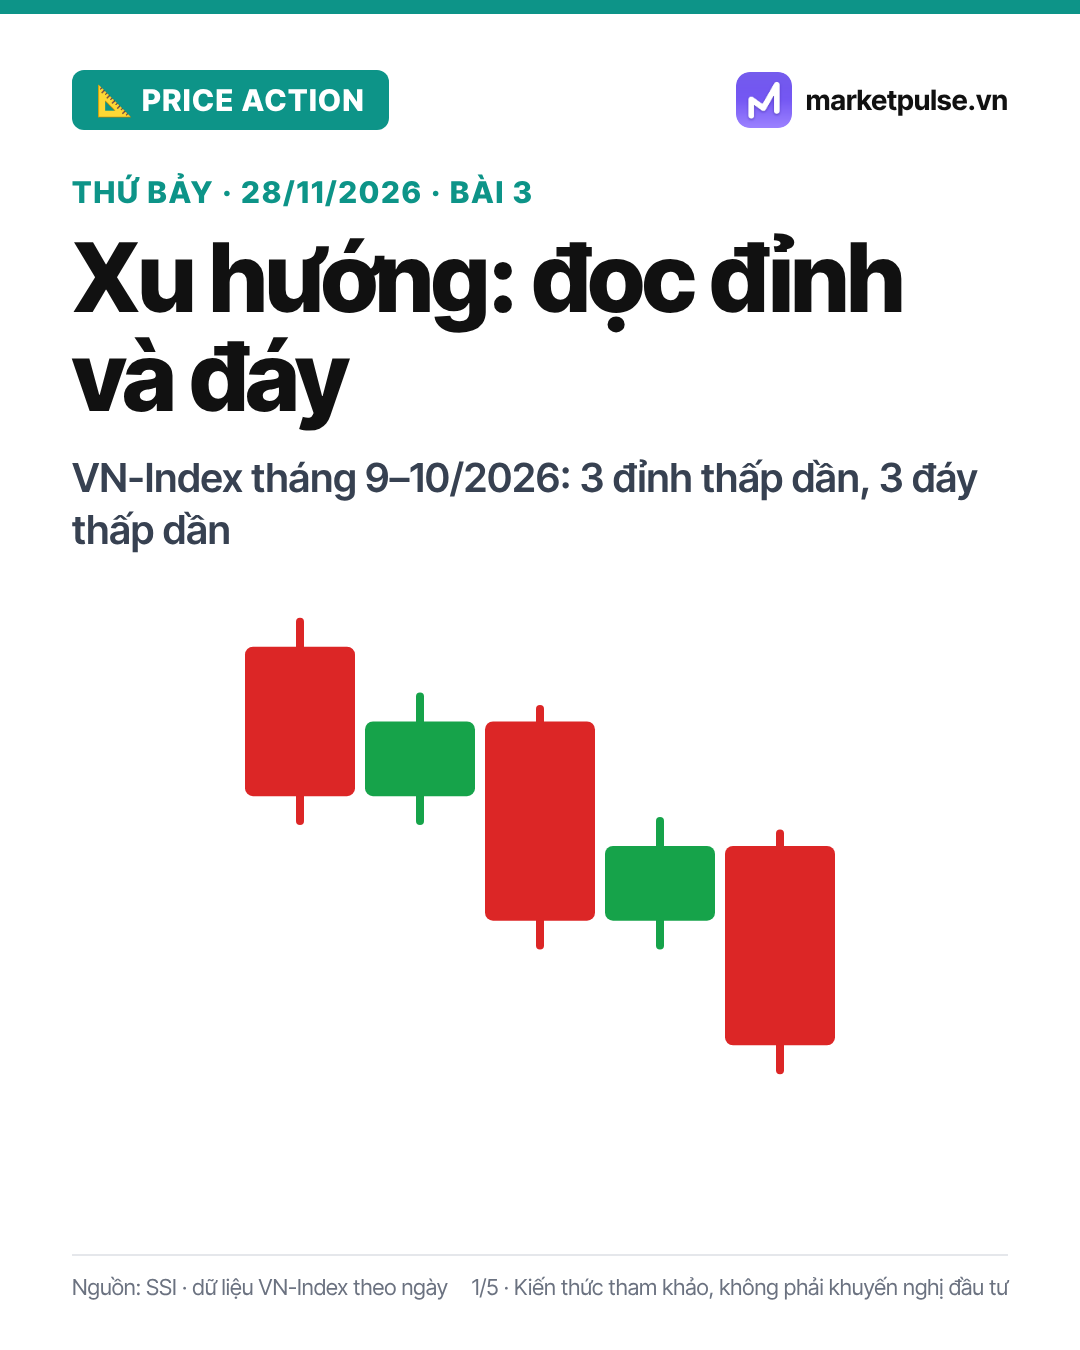 📐 PRICE ACTION
marketpulse.vn
THỨ BẢY · 28/11/2026 · BÀI 3
Xu hướng: đọc đỉnh
và đáy
VN-Index tháng 9–10/2026: 3 đỉnh thấp dần, 3 đáy
thấp dần
Nguồn: SSI · dữ liệu VN-Index theo ngày
1/5 · Kiến thức tham khảo, không phải khuyến nghị đầu tư